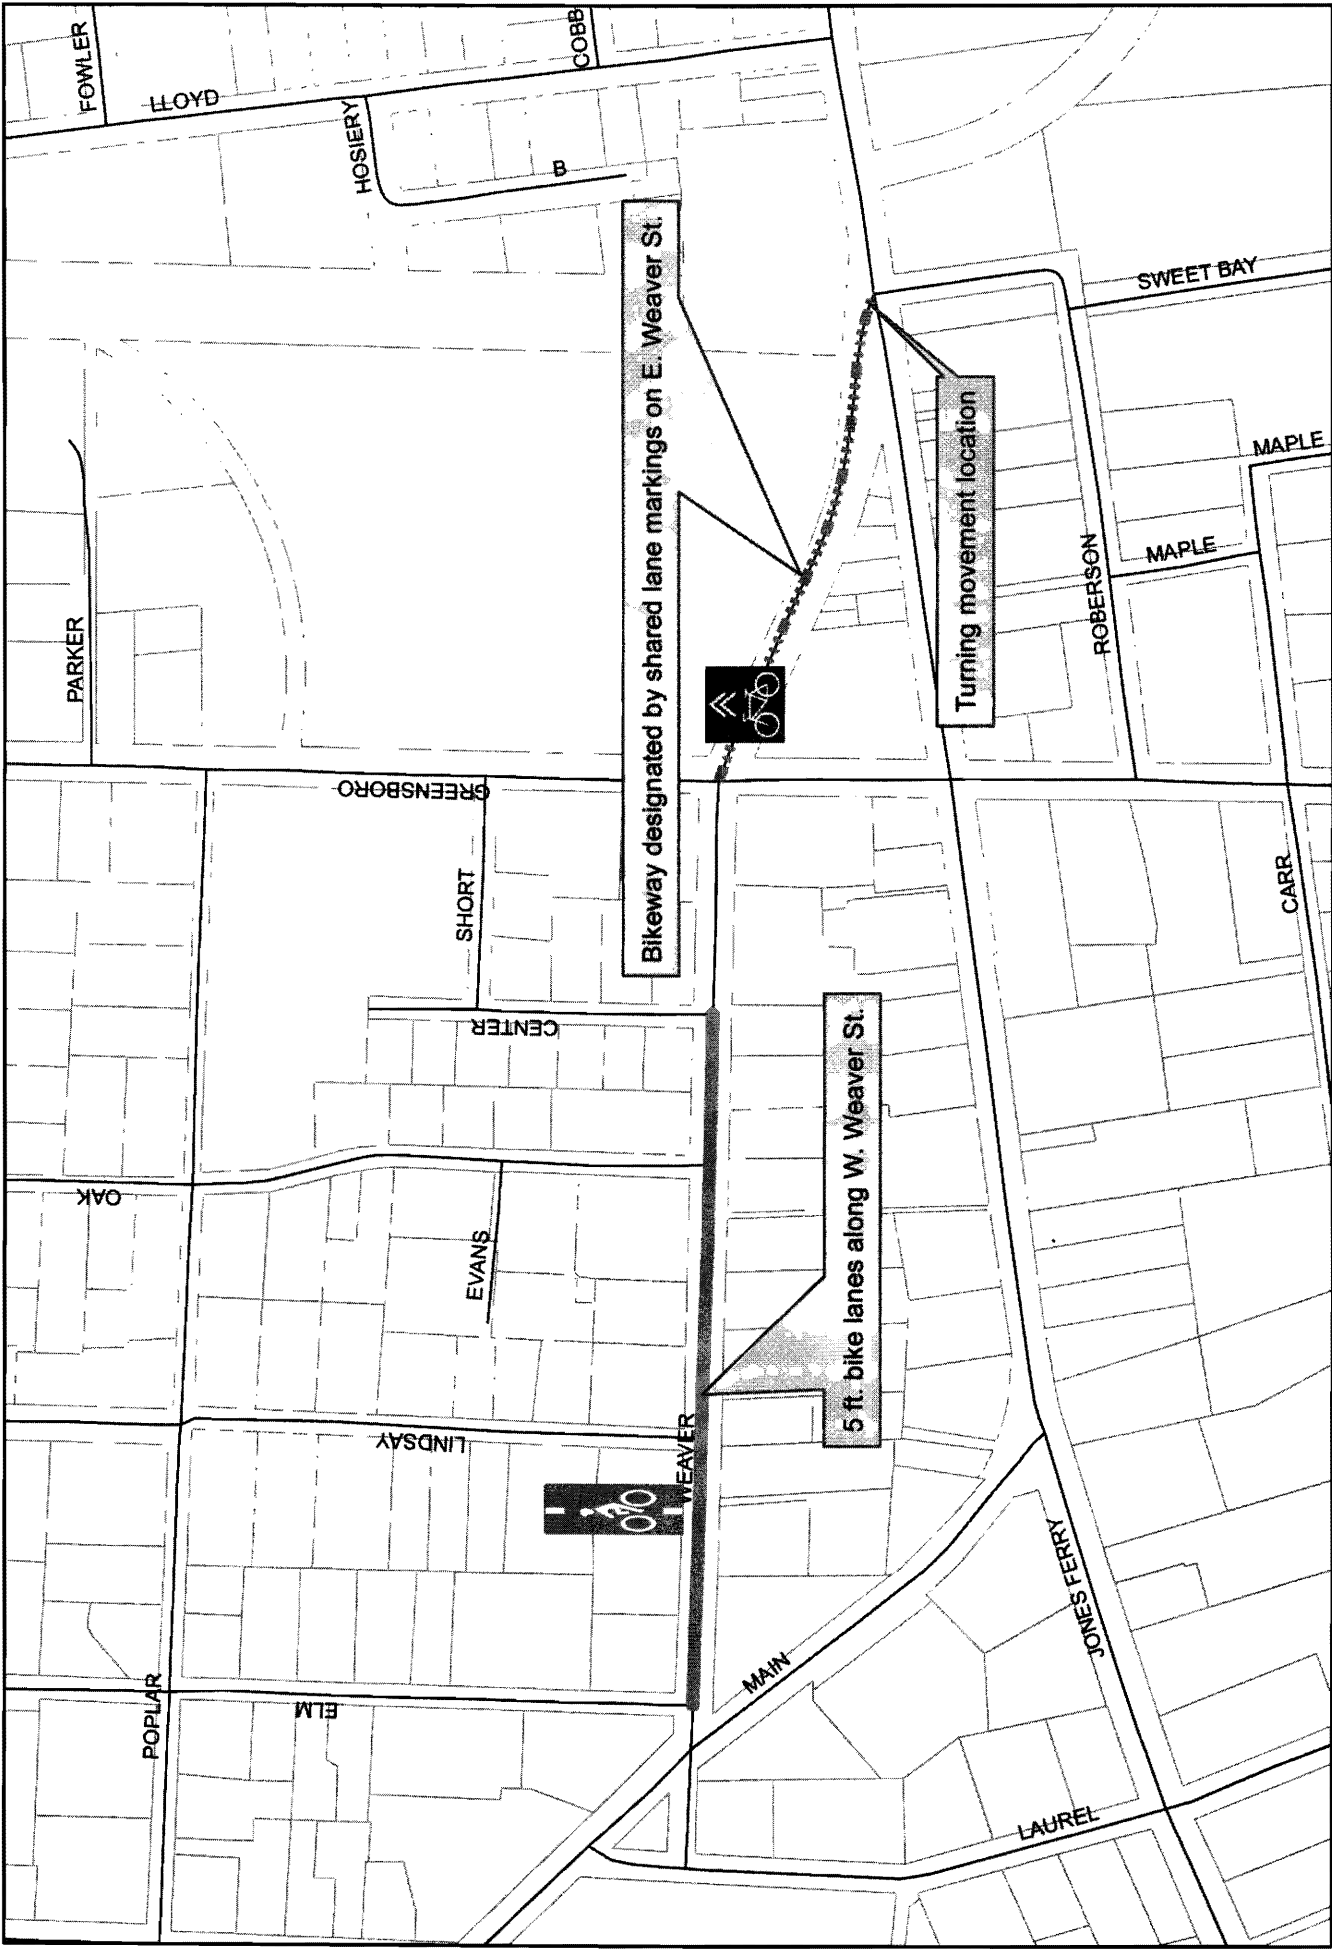 FOWLER
LLOYD
COBB
HOSIERY
B
SWEET BAY
Bikeway designated by shared lane markings on E. Weaver St.
Turning movement location
MAPLE
MAPLE
ROBERSON
PARKER
GREENSBORO
SHORT
CARR
CENTER
5 ft. bike lanes along W. Weaver St.
OAK
EVANS
LINDSAY
WEAVER
JONES FERRY
MAIN
ELM
POPLAR
LAUREL